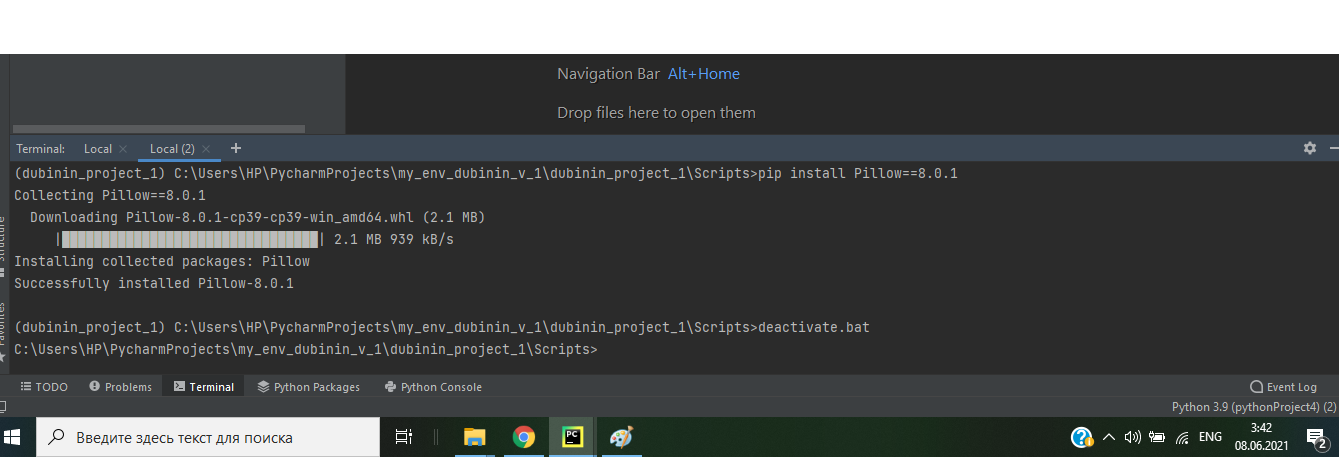 Navigation Bar Alt+Home
Drop files here to open them
Terminal: Local × Local (2) × +
(dubinin_project_1) C:\Users\HP\PycharmProjects\my_env_dubinin_v_1\dubinin_project_1\Scripts>pip install Pillow==8.0.1
Collecting Pillow==8.0.1
Downloading Pillow-8.0.1-cp39-cp39-win_amd64.whl (2.1 MB)
|████████████████████████████████| 2.1 MB 939 kB/s
Installing collected packages: Pillow
Successfully installed Pillow-8.0.1
(dubinin_project_1) C:\Users\HP\PycharmProjects\my_env_dubinin_v_1\dubinin_project_1\Scripts>deactivate.bat
C:\Users\HP\PycharmProjects\my_env_dubinin_v_1\dubinin_project_1\Scripts>
Structure
Favorites
TODO Problems Terminal Python Packages Python Console Event Log
Python 3.9 (pythonProject4) (2)
Введите здесь текст для поиска
PC
ENG
3:42
08.06.2021
2